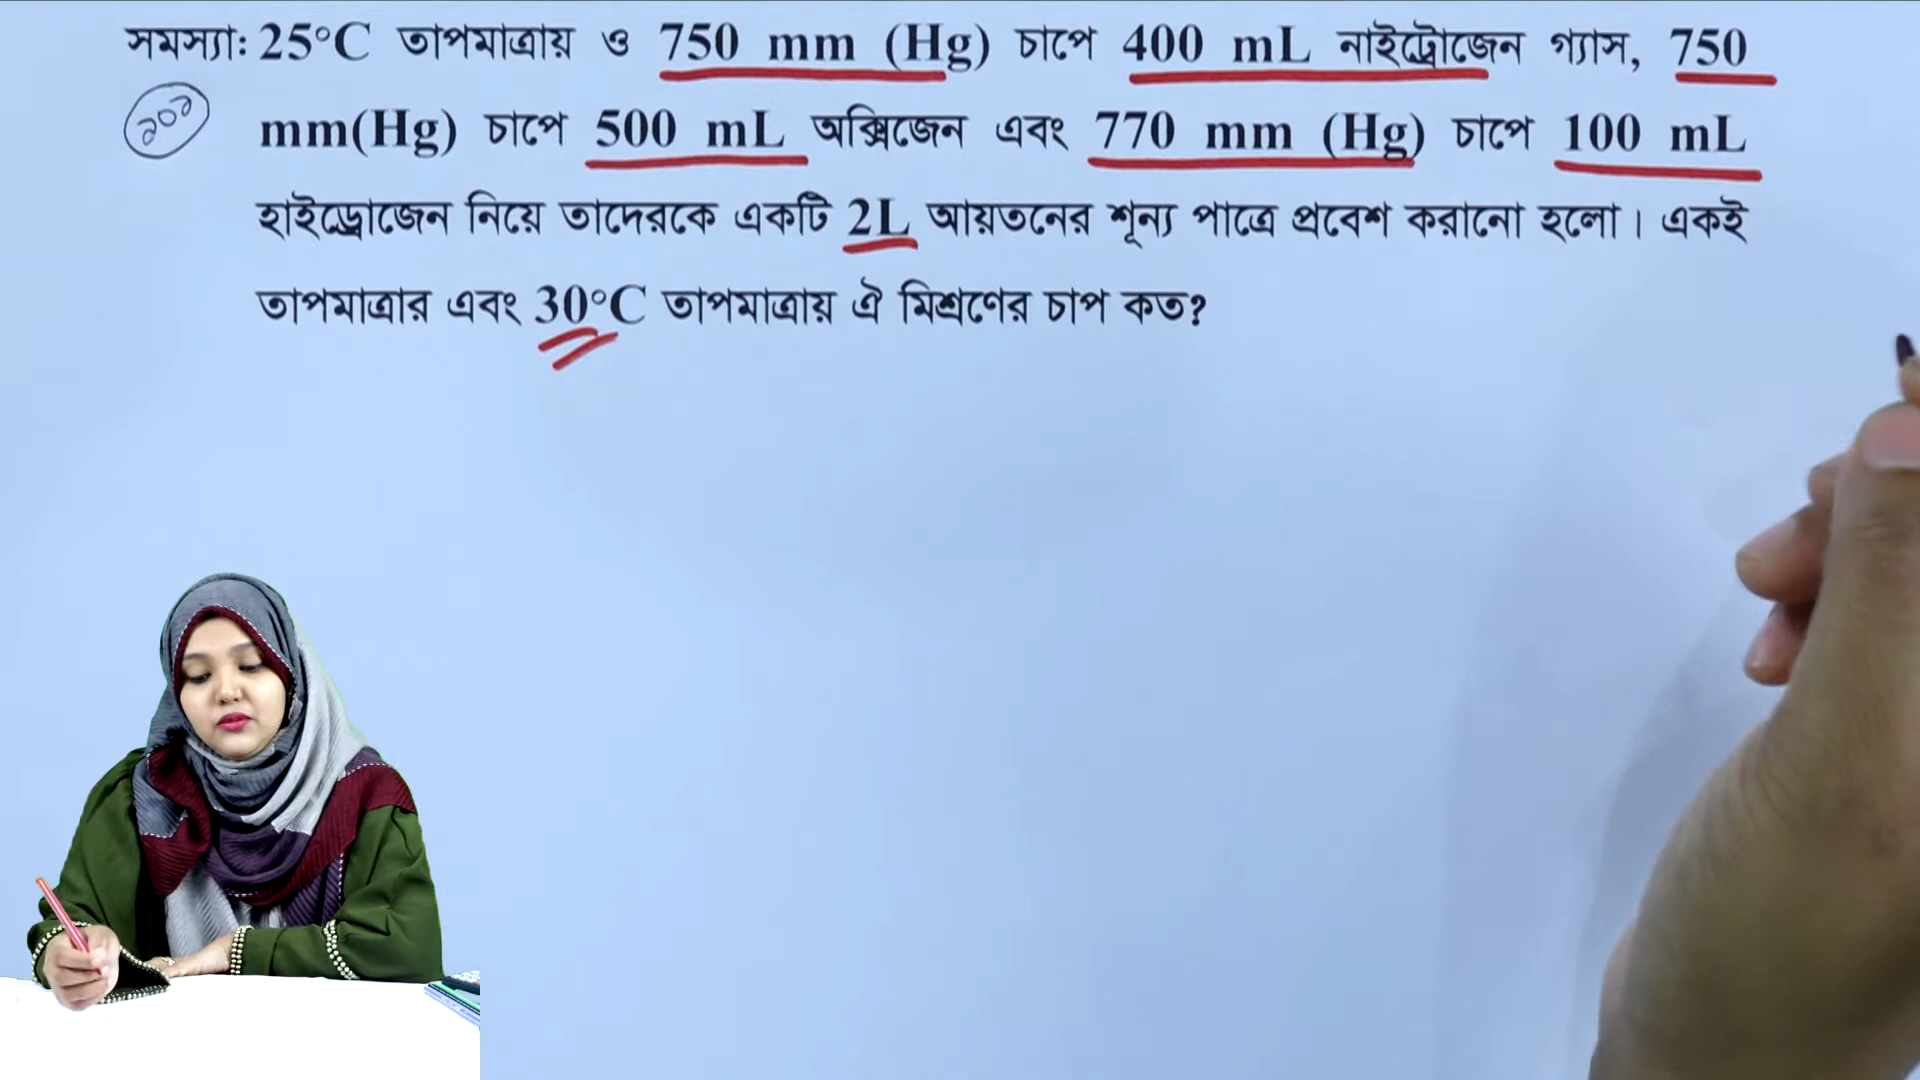 সমস্যাঃ 25°C তাপমাত্রায় ও 750 mm (Hg) চাপে 400 mL নাইট্রোজেন গ্যাস, 750
২০২
mm(Hg) চাপে 500 mL অক্সিজেন এবং 770 mm (Hg) চাপে 100 mL
হাইড্রোজেন নিয়ে তাদেরকে একটি 2L আয়তনের শূন্য পাত্রে প্রবেশ করানো হলো। একই
তাপমাত্রার এবং 30°C তাপমাত্রায় ঐ মিশ্রণের চাপ কত?